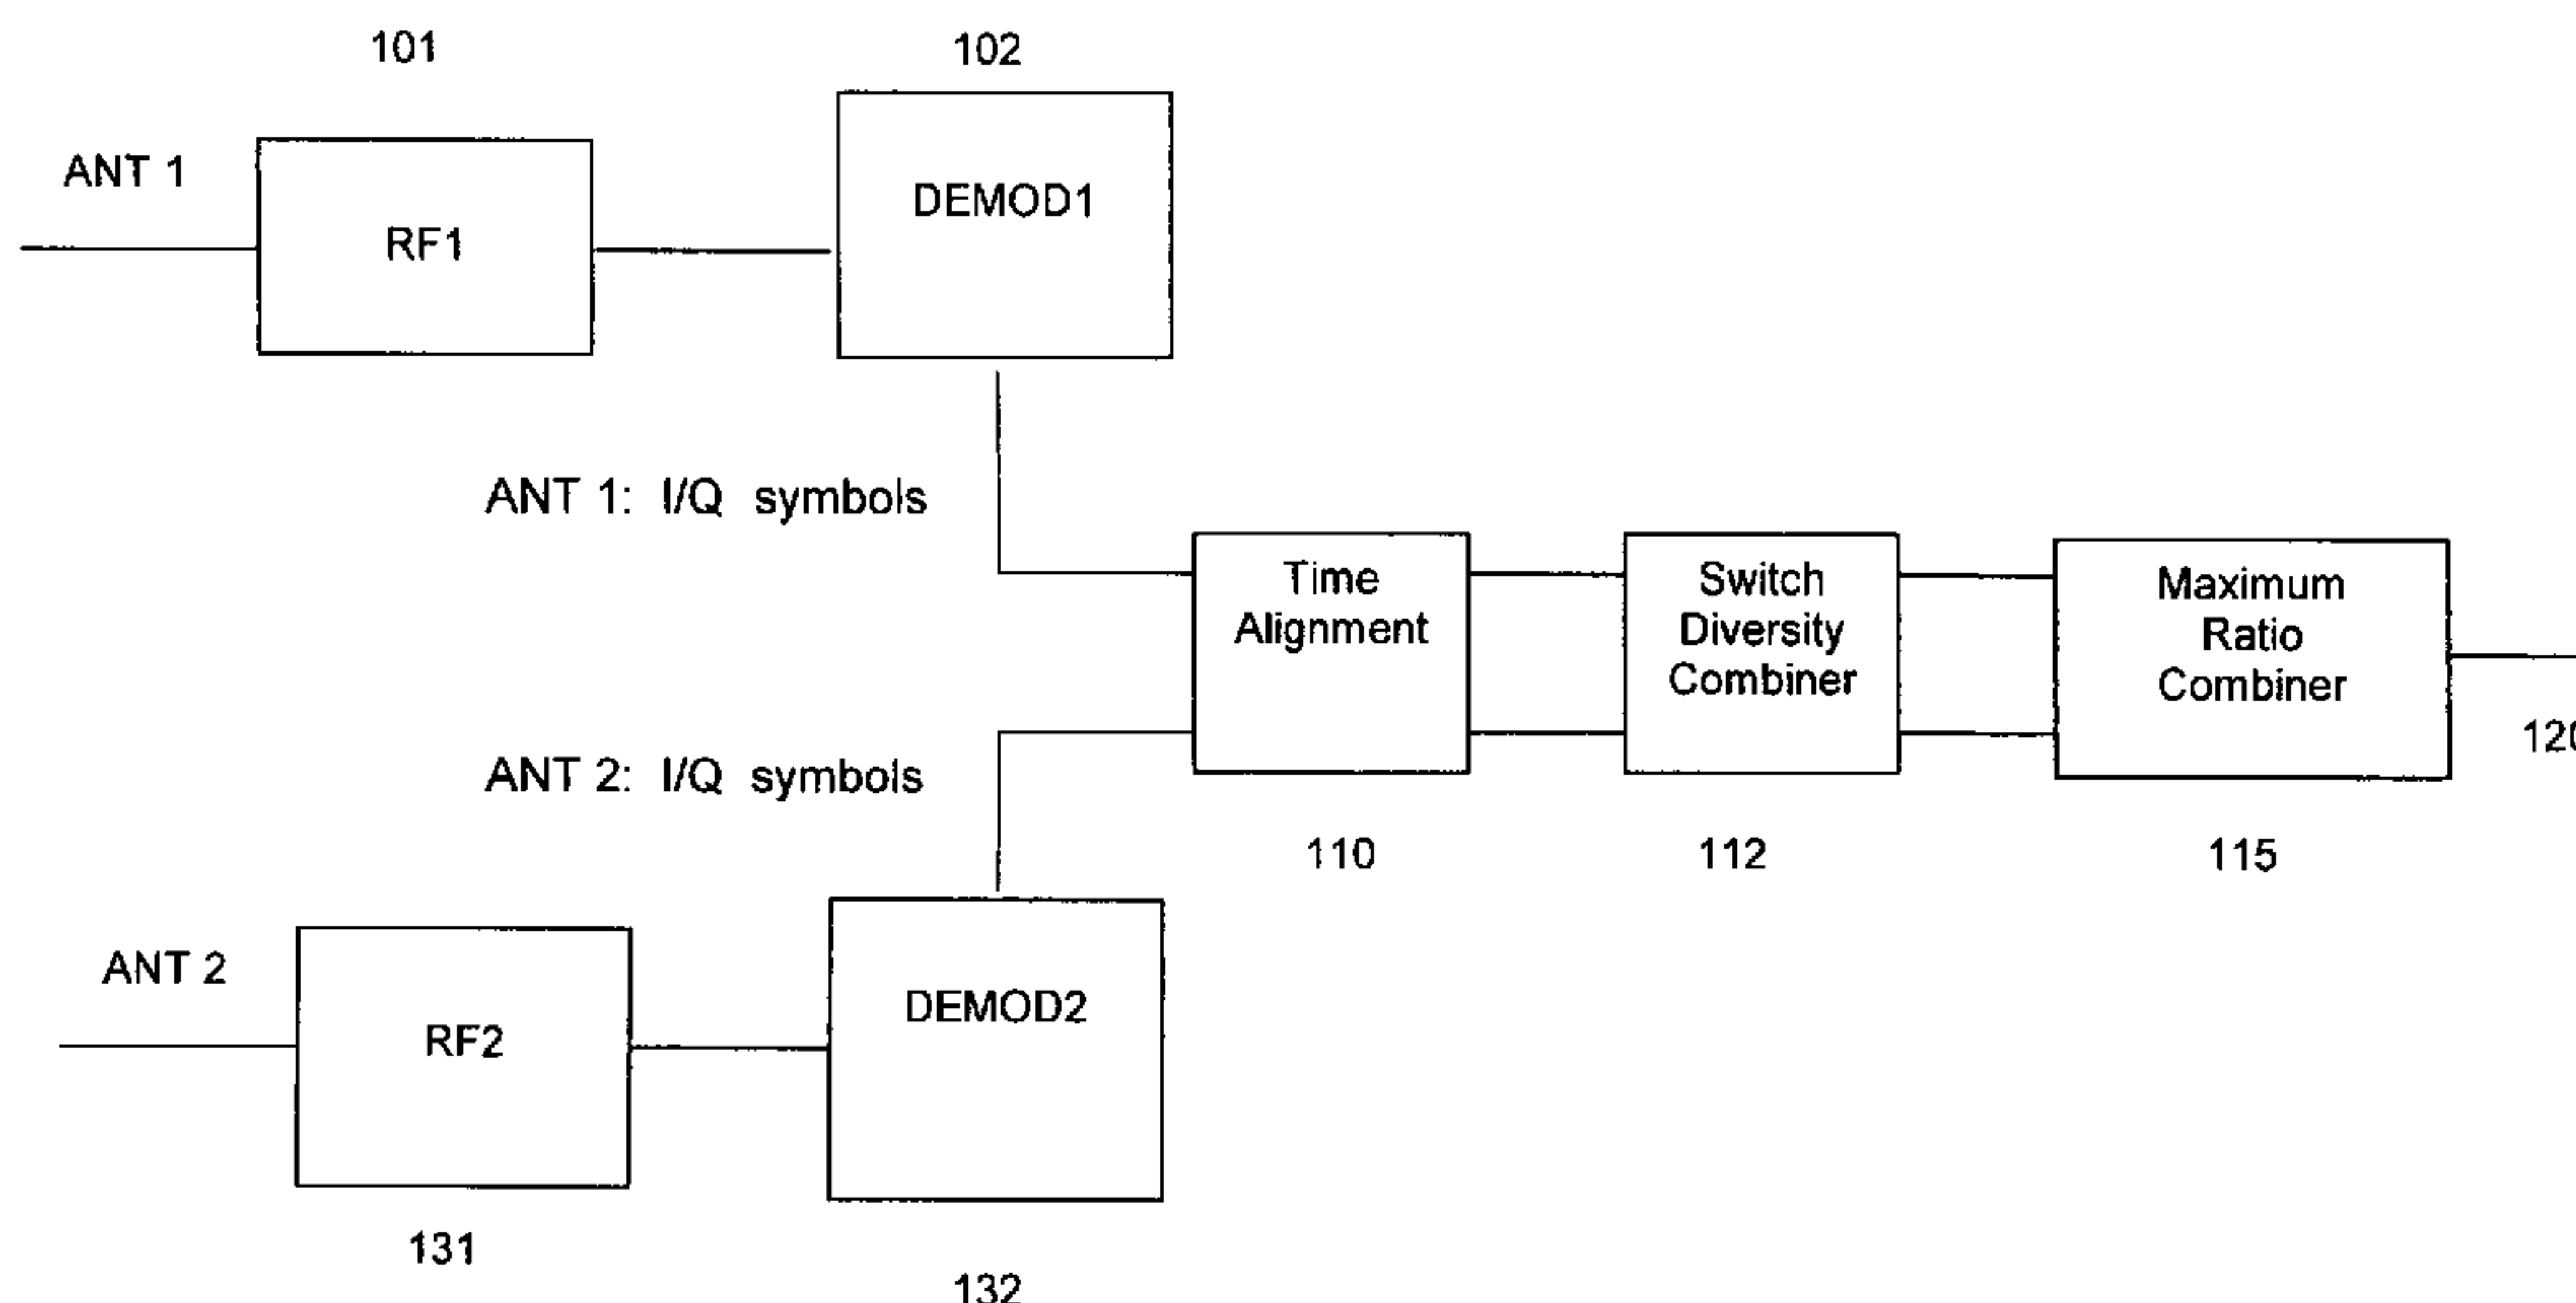 101
102
ANT 1
RF1
DEMOD1
ANT 1: I/Q symbols
Time
Alignment
Switch
Diversity
Combiner
Maximum
Ratio
Combiner
ANT 2: I/Q symbols
110
112
115
ANT 2
RF2
DEMOD2
131
132